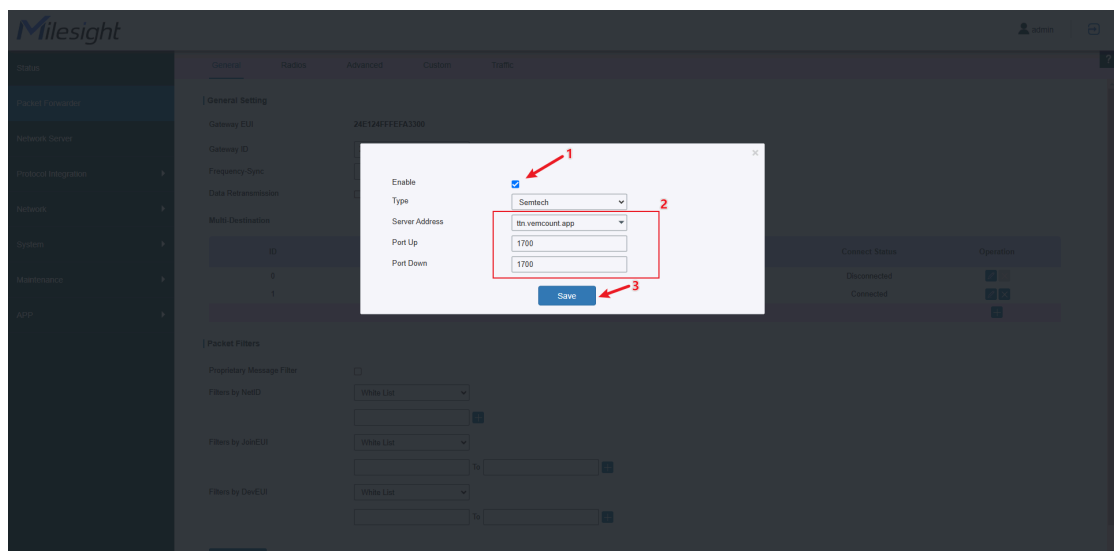 Milesight
admin
?
Status
General Radios Advanced Custom Traffic
Packet Forwarder
General Setting
Gateway EUI 24E124FFFEFA3300
Network Server
Gateway ID
1
×
Protocol Integration
Frequency-Sync
Enable
Data Retransmission
Type Semtech
2
Network
Multi-Destination
Server Address ttn.vemcount.app
Port Up 1700
System
ID Connect Status Operation
Port Down 1700
Maintenance
0 Disconnected
1 Connected
Save
3
APP
Packet Filters
Proprietary Message Filter
Filters by NetID White List
Filters by JoinEUI White List
To
Filters by DevEUI White List
To